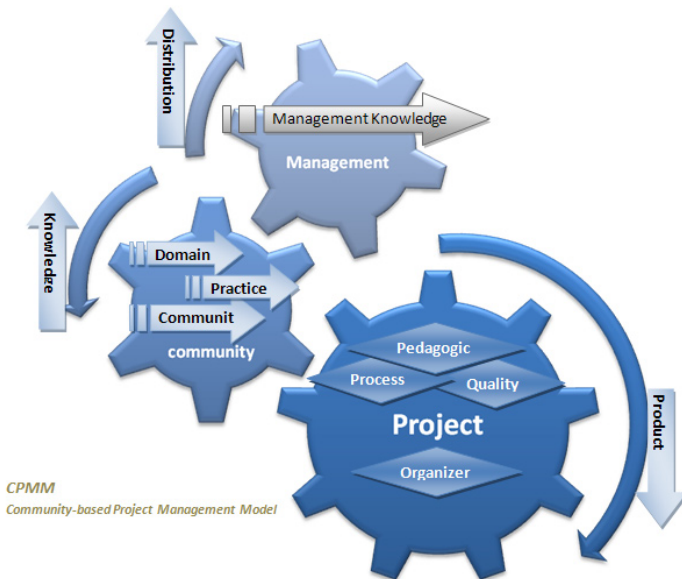 Distribution
Management Knowledge
Management
Knowledge
Domain
Practice
Communit
community
Pedagogic
Process
Quality
Project
Organizer
Product
CPMM
Community-based Project Management Model